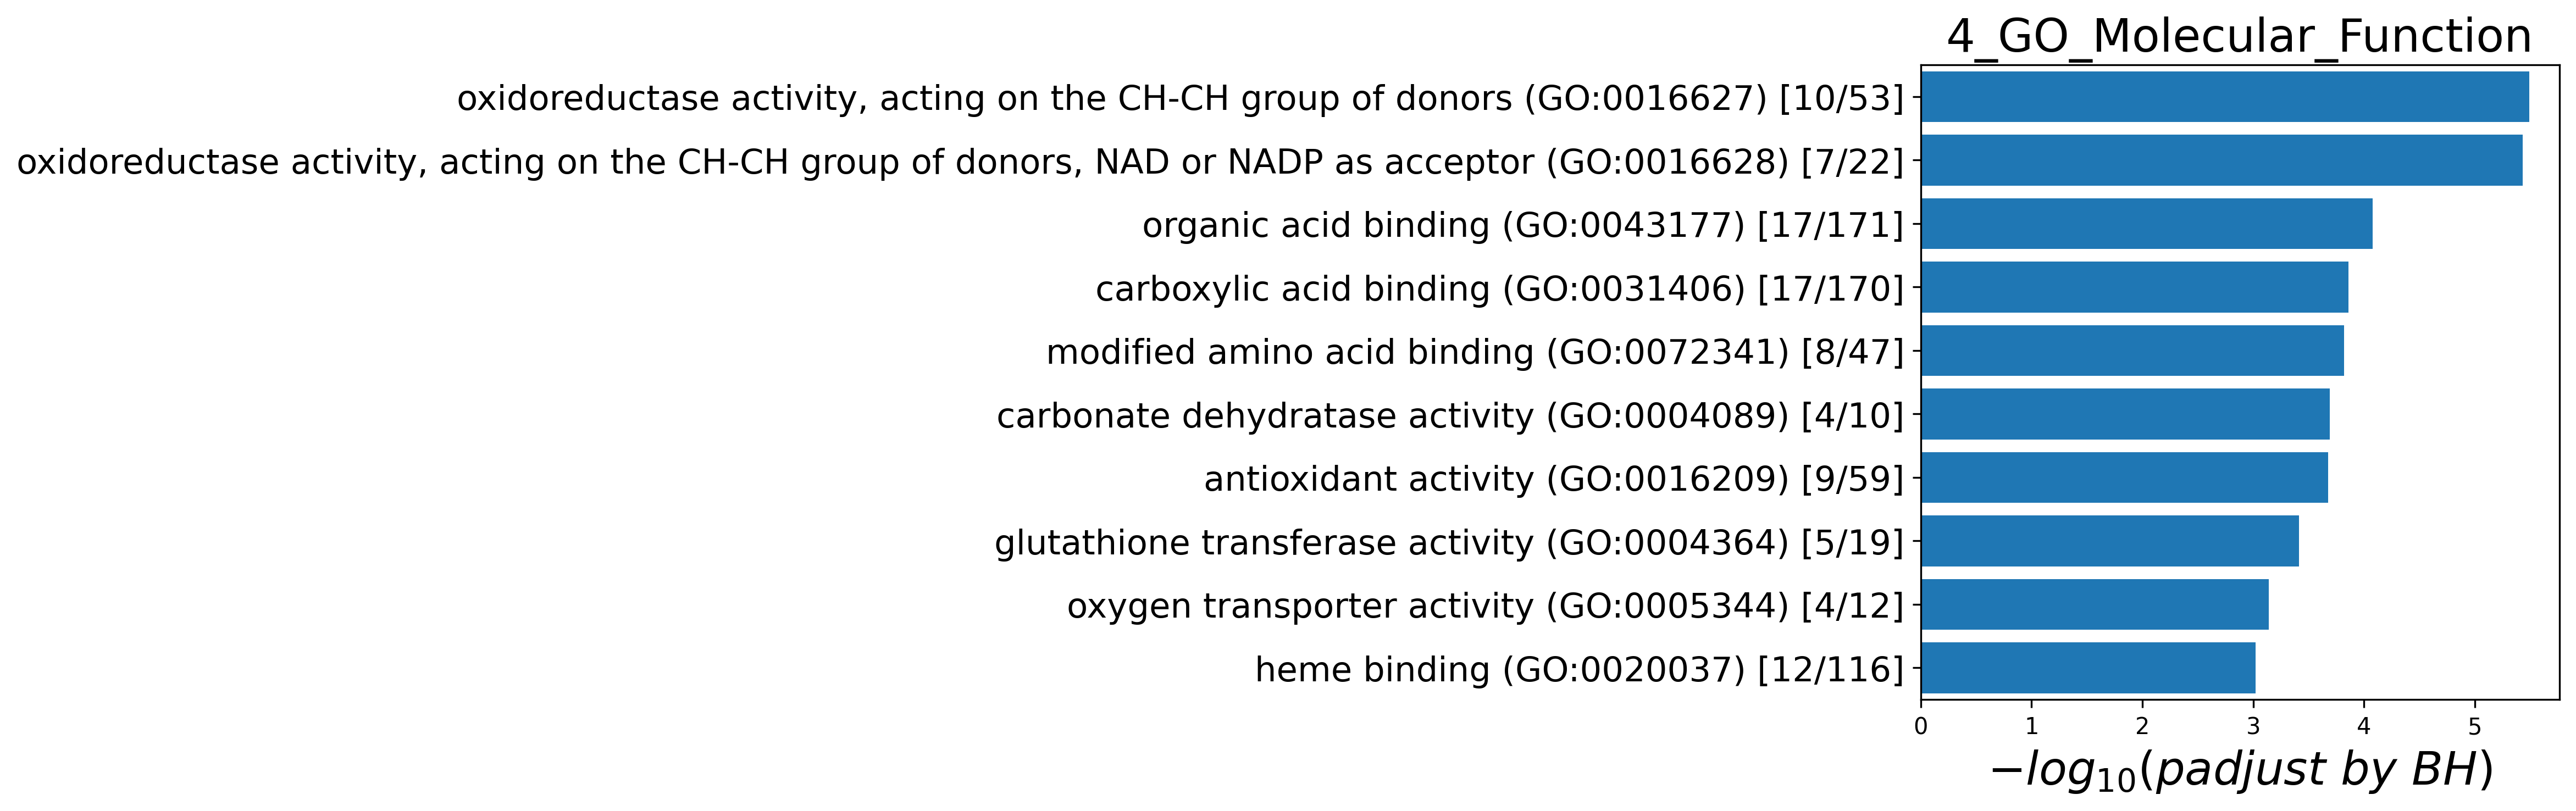 4_GO_Molecular_Function
oxidoreductase activity, acting on the CH-CH group of donors (GO:0016627) [10/53]
oxidoreductase activity, acting on the CH-CH group of donors, NAD or NADP as acceptor (GO:0016628) [7/22]
organic acid binding (GO:0043177) [17/171]
carboxylic acid binding (GO:0031406) [17/170]
modified amino acid binding (GO:0072341) [8/47]
carbonate dehydratase activity (GO:0004089) [4/10]
antioxidant activity (GO:0016209) [9/59]
glutathione transferase activity (GO:0004364) [5/19]
oxygen transporter activity (GO:0005344) [4/12]
heme binding (GO:0020037) [12/116]
0 1 2 3 4 5
−log₁₀(padjust by BH)